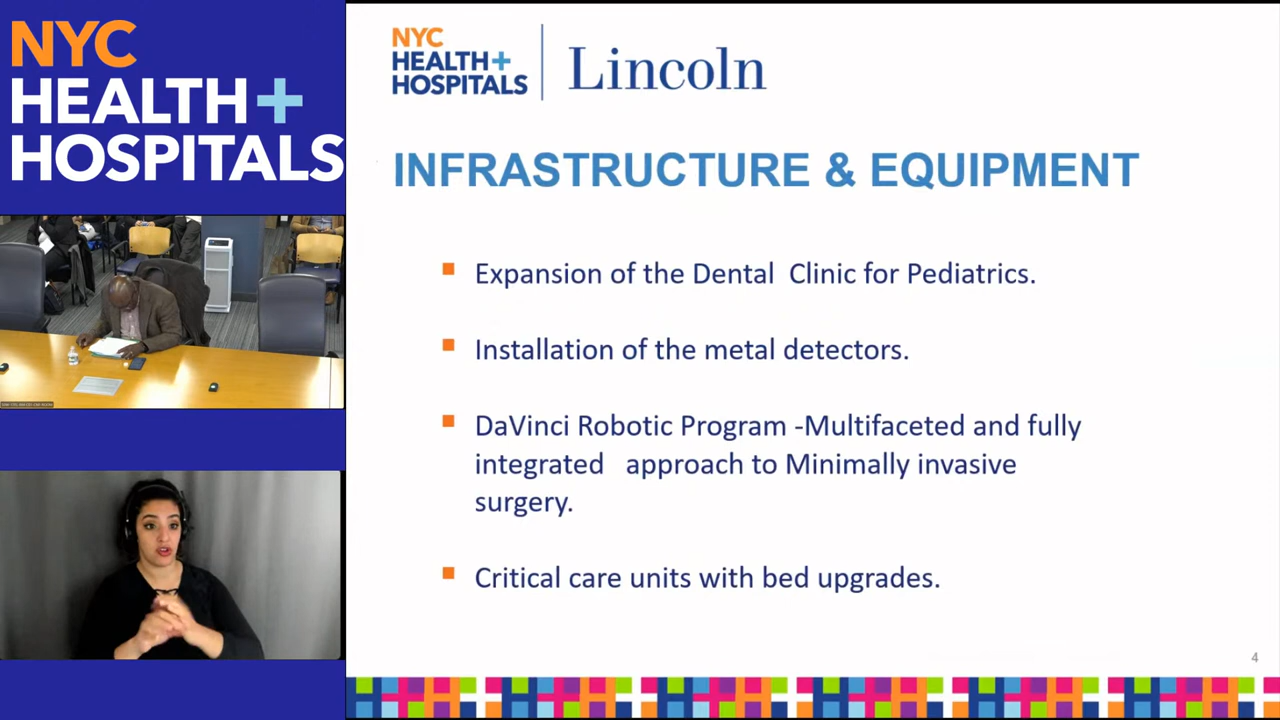 NYC
HEALTH+
HOSPITALS
NYC
HEALTH+
HOSPITALS
Lincoln
INFRASTRUCTURE & EQUIPMENT
Expansion of the Dental Clinic for Pediatrics.
Installation of the metal detectors.
DaVinci Robotic Program -Multifaceted and fully
integrated approach to Minimally invasive
surgery.
Critical care units with bed upgrades.
4